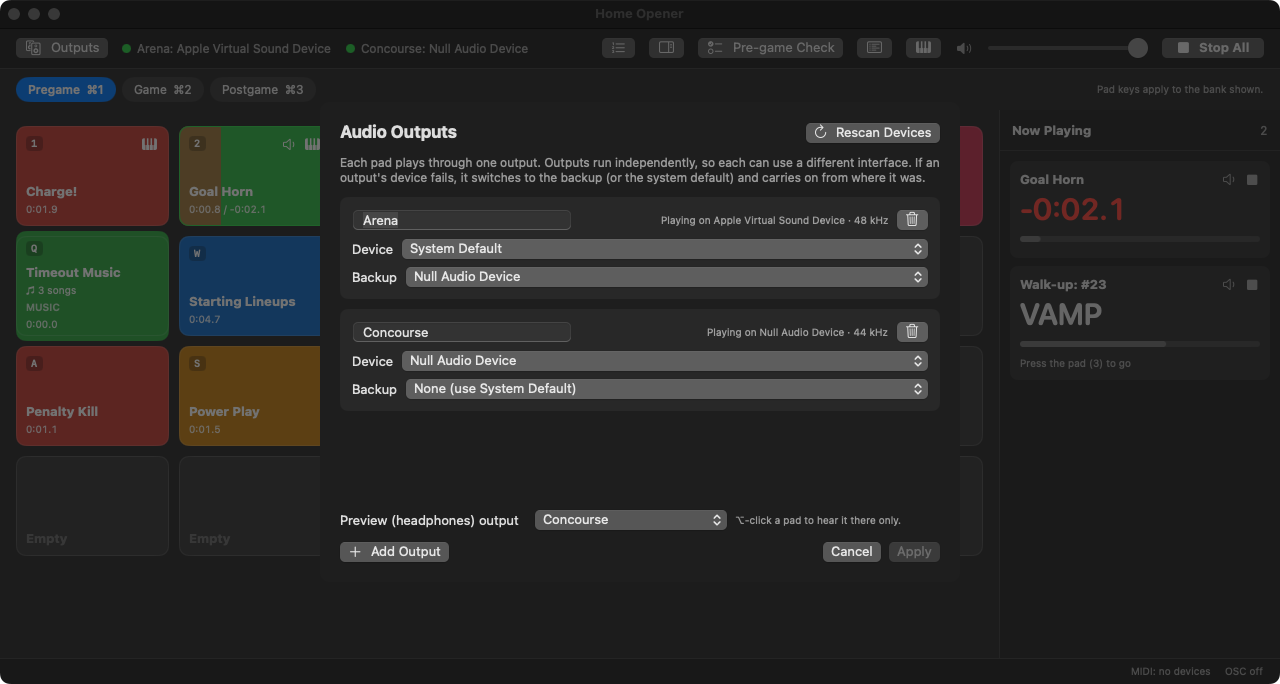 Home Opener
Outputs
Arena: Apple Virtual Sound Device
Concourse: Null Audio Device
Pre-game Check
Stop All
Pregame ⌘1
Game ⌘2
Postgame ⌘3
Pad keys apply to the bank shown.
1
Charge!
0:01.9
2
Goal Horn
0:00.8 / -0:02.1
Q
Timeout Music
3 songs
MUSIC
0:00.0
W
Starting Lineups
0:04.7
A
Penalty Kill
0:01.1
S
Power Play
0:01.5
Empty
Empty
Audio Outputs
Rescan Devices
Each pad plays through one output. Outputs run independently, so each can use a different interface. If an
output's device fails, it switches to the backup (or the system default) and carries on from where it was.
Arena
Playing on Apple Virtual Sound Device · 48 kHz
Device System Default
Backup Null Audio Device
Concourse
Playing on Null Audio Device · 44 kHz
Device Null Audio Device
Backup None (use System Default)
Preview (headphones) output Concourse ⌥-click a pad to hear it there only.
Add Output
Cancel
Apply
Now Playing 2
Goal Horn
-0:02.1
Walk-up: #23
VAMP
Press the pad (3) to go
MIDI: no devices
OSC off